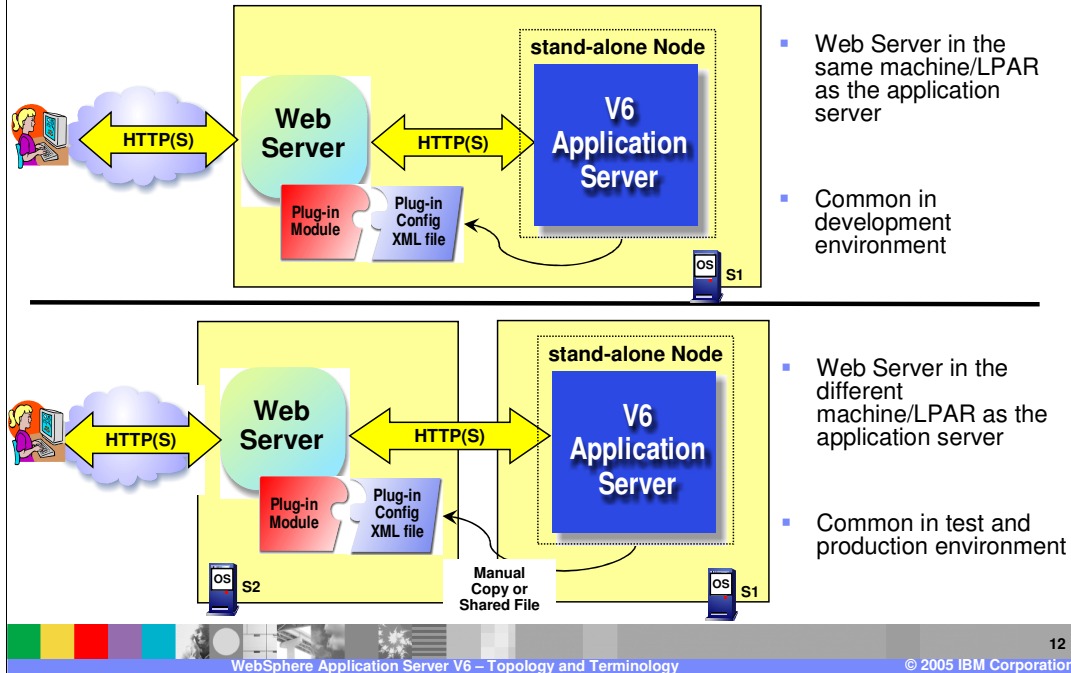 stand-alone Node
HTTP(S)
Web
Server
HTTP(S)
V6
Application
Server
Plug-in
Module
Plug-in
Config
XML file
OS
S1
Web Server in the
same machine/LPAR
as the application
server
Common in
development
environment
stand-alone Node
HTTP(S)
Web
Server
HTTP(S)
V6
Application
Server
Plug-in
Module
Plug-in
Config
XML file
Manual
Copy or
Shared File
OS
S2
OS
S1
Web Server in the
different
machine/LPAR as the
application server
Common in test and
production environment
12
WebSphere Application Server V6 – Topology and Terminology
© 2005 IBM Corporation